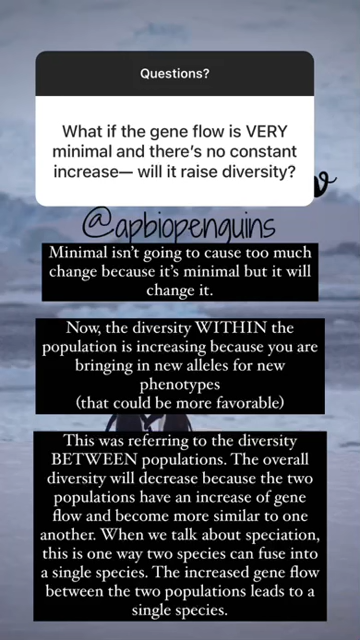 Questions?
What if the gene flow is VERY
minimal and there's no constant
increase— will it raise diversity?
@apbiopenguins
Minimal isn't going to cause too much
change because it's minimal but it will
change it.
Now, the diversity WITHIN the
population is increasing because you are
bringing in new alleles for new
phenotypes
(that could be more favorable)
This was referring to the diversity
BETWEEN populations. The overall
diversity will decrease because the two
populations have an increase of gene
flow and become more similar to one
another. When we talk about speciation,
this is one way two species can fuse into
a single species. The increased gene flow
between the two populations leads to a
single species.